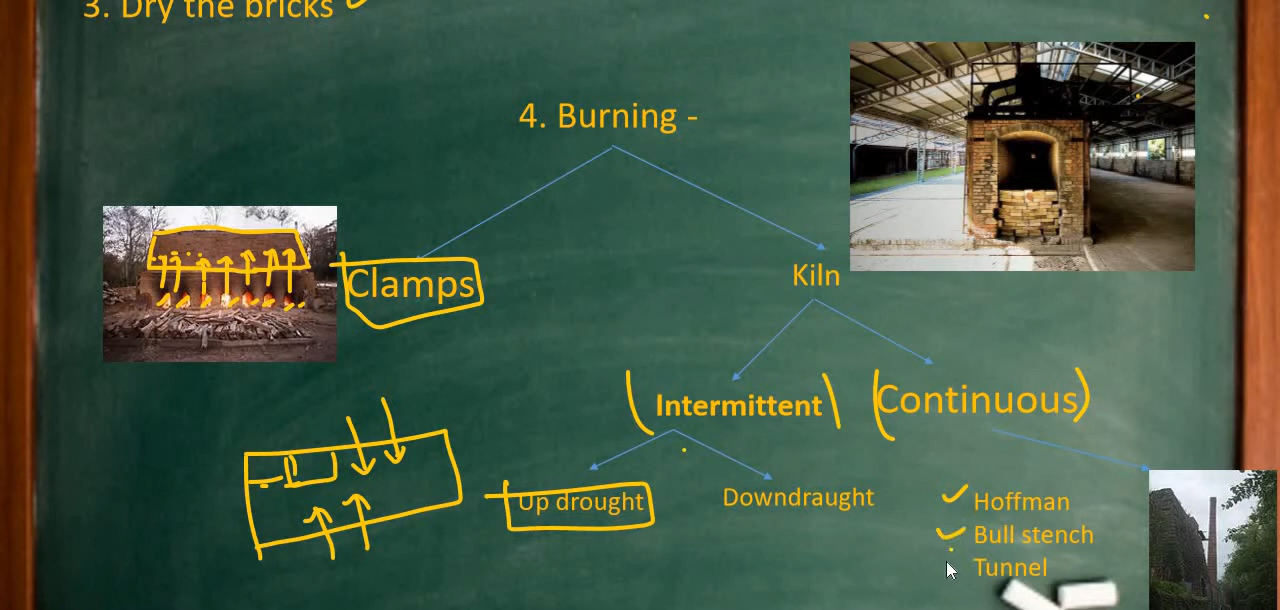 3. Dry the bricks
4. Burning -
Clamps
Kiln
Intermittent
Continuous
Up drought
Downdraught
Hoffman
Bull stench
Tunnel